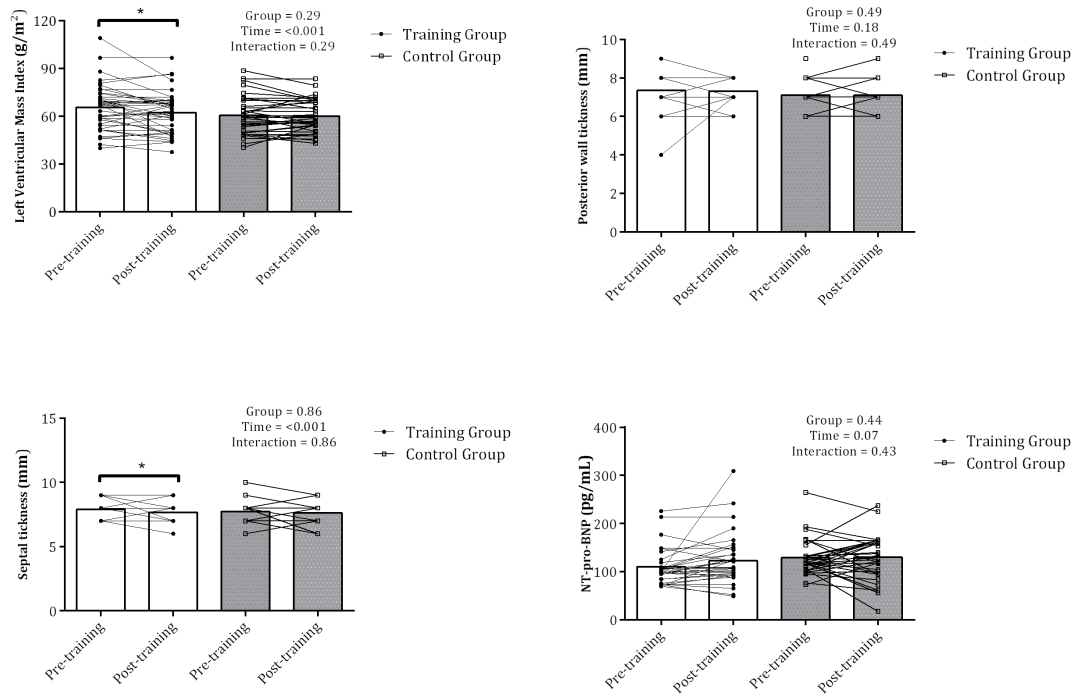 Left Ventricular Mass Index (g/m²)
120
90
60
30
0
*
Group = 0.29
Time = <0.001
Interaction = 0.29
Training Group
Control Group
Pre-training
Post-training
Pre-training
Post-training
Posterior wall tickness (mm)
10
8
6
4
2
0
Group = 0.49
Time = 0.18
Interaction = 0.49
Training Group
Control Group
Pre-training
Post-training
Pre-training
Post-training
Septal tickness (mm)
15
10
5
0
*
Group = 0.86
Time = <0.001
Interaction = 0.86
Training Group
Control Group
Pre-training
Post-training
Pre-training
Post-training
NT-pro-BNP (pg/mL)
400
300
200
100
0
Group = 0.44
Time = 0.07
Interaction = 0.43
Training Group
Control Group
Pre-training
Post-training
Pre-training
Post-training